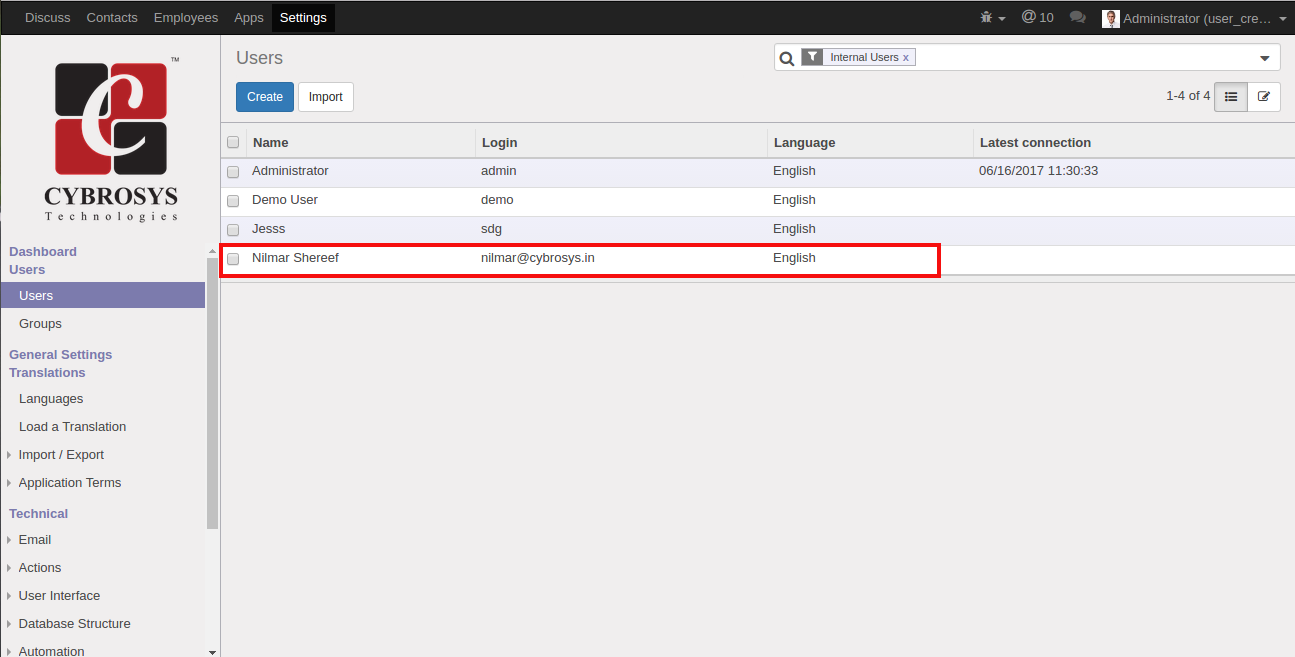 Discuss Contacts Employees Apps Settings @ 10 Administrator (user_cre...
TM
CYBROSYS
Technologies
Users
Internal Users x
Create Import
1-4 of 4
Name Login Language Latest connection
Administrator admin English 06/16/2017 11:30:33
Demo User demo English
Jesss sdg English
Nilmar Shereef nilmar@cybrosys.in English
Dashboard
Users
Users
Groups
General Settings
Translations
Languages
Load a Translation
Import / Export
Application Terms
Technical
Email
Actions
User Interface
Database Structure
Automation